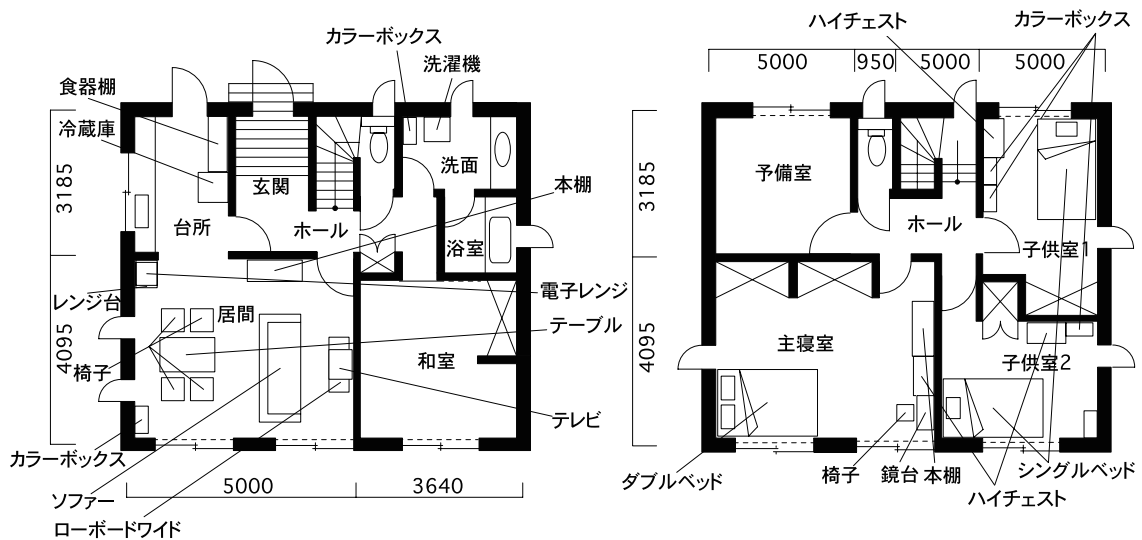 カラーボックス
洗濯機
食器棚
冷蔵庫
3185
洗面
玄関
本棚
台所
ホール
浴室
レンジ台
電子レンジ
居間
テーブル
4095
椅子
和室
テレビ
カラーボックス
5000
3640
ソファー
ローボードワイド
ハイチェスト
カラーボックス
5000
950
5000
5000
3185
予備室
ホール
子供室1
4095
主寝室
子供室2
ダブルベッド
椅子
鏡台
本棚
シングルベッド
ハイチェスト